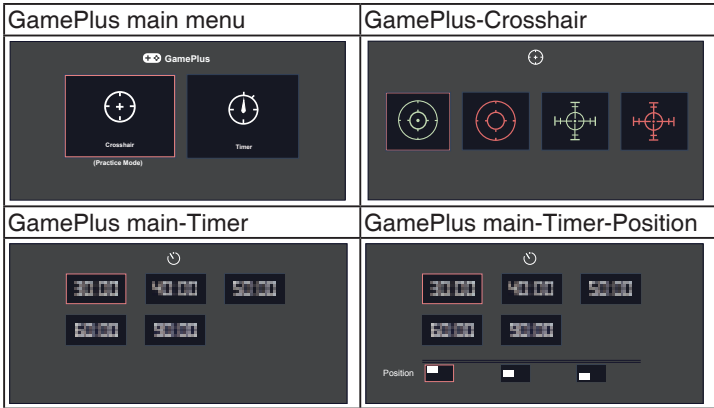 GamePlus main menu
GamePlus-Crosshair
GamePlus
Crosshair
Timer
(Practice Mode)
GamePlus main-Timer
GamePlus main-Timer-Position
30:00 40:00 50:00
60:00 90:00
30:00 40:00 50:00
60:00 90:00
Position